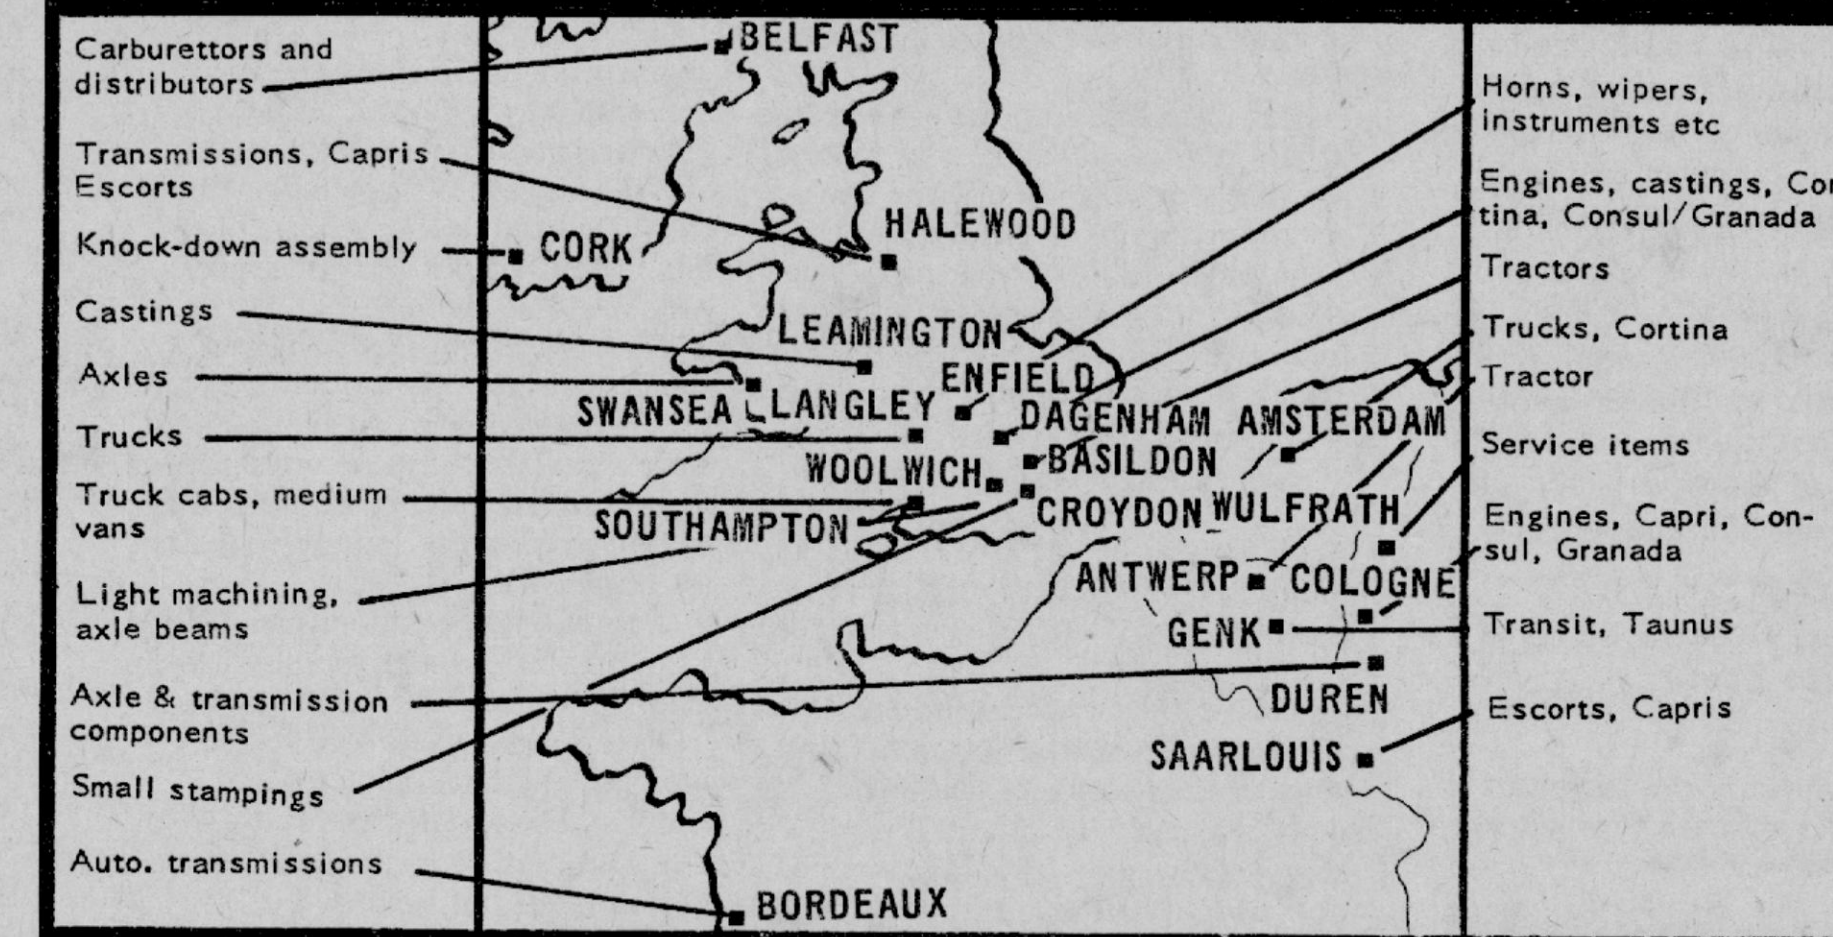 Carburettors and
distributors
Transmissions, Capris
Escorts
Knock-down assembly
Castings
Axles
Trucks
Truck cabs, medium
vans
Light machining,
axle beams
Axle & transmission
components
Small stampings
Auto. transmissions
BELFAST
HALEWOOD
CORK
LEAMINGTON
ENFIELD
SWANSEA
LANGLEY
DAGENHAM
AMSTERDAM
WOOLWICH
BASILDON
SOUTHAMPTON
CROYDON
WULFRATH
ANTWERP
COLOGNE
GENK
DUREN
SAARLOUIS
BORDEAUX
Horns, wipers,
instruments etc
Engines, castings, Cor
tina, Consul/Granada
Tractors
Trucks, Cortina
Tractor
Service items
Engines, Capri, Con-
sul, Granada
Transit, Taunus
Escorts, Capris